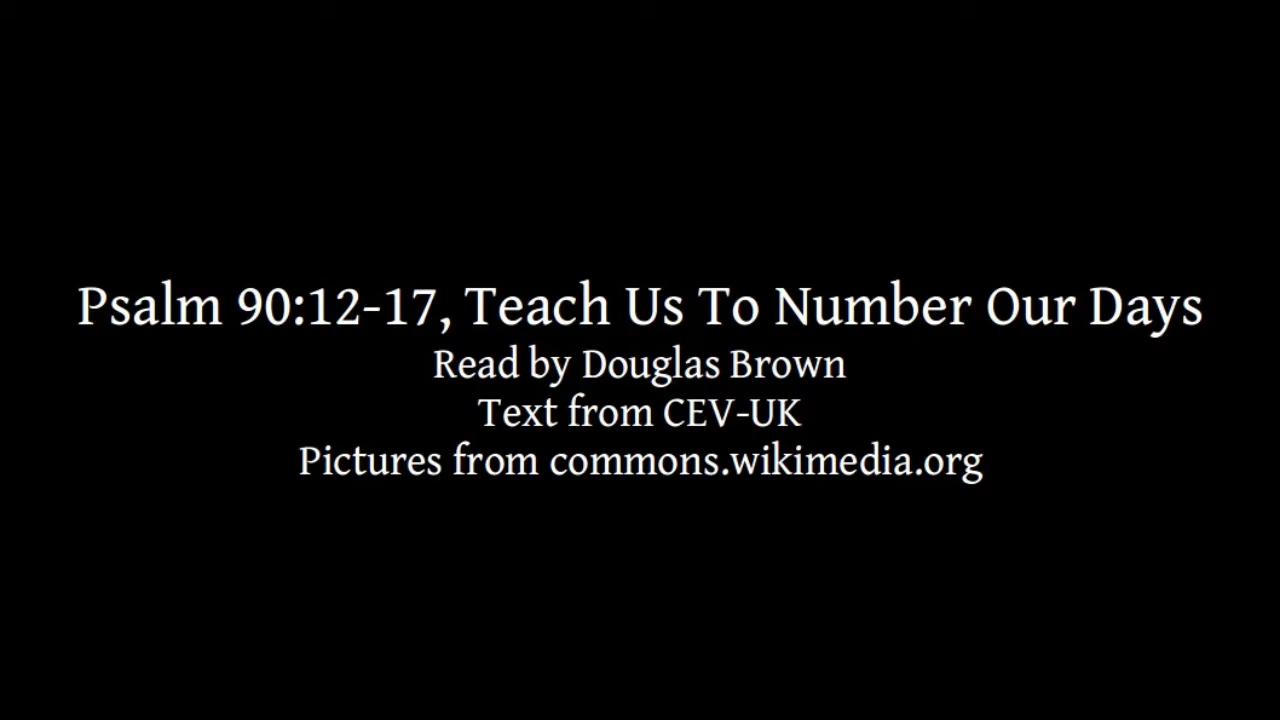 Psalm 90:12-17, Teach Us To Number Our Days
Read by Douglas Brown
Text from CEV-UK
Pictures from commons.wikimedia.org